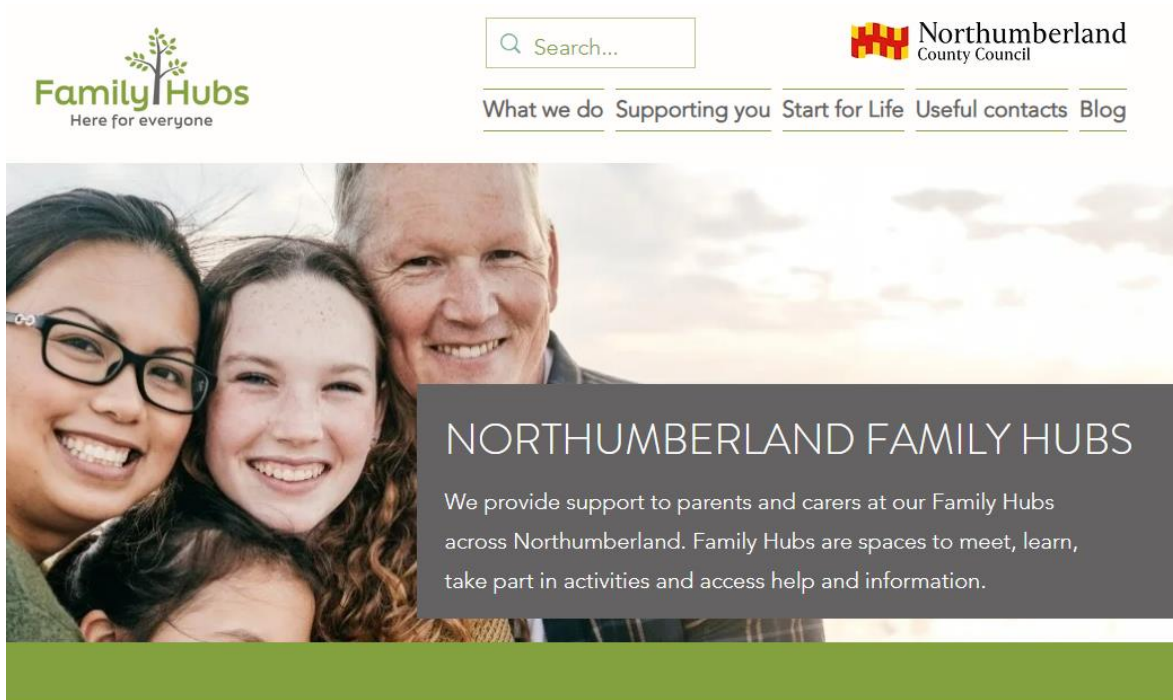 Family Hubs
Here for everyone
Search...
Northumberland
County Council
What we do Supporting you Start for Life Useful contacts Blog
NORTHUMBERLAND FAMILY HUBS
We provide support to parents and carers at our Family Hubs
across Northumberland. Family Hubs are spaces to meet, learn,
take part in activities and access help and information.